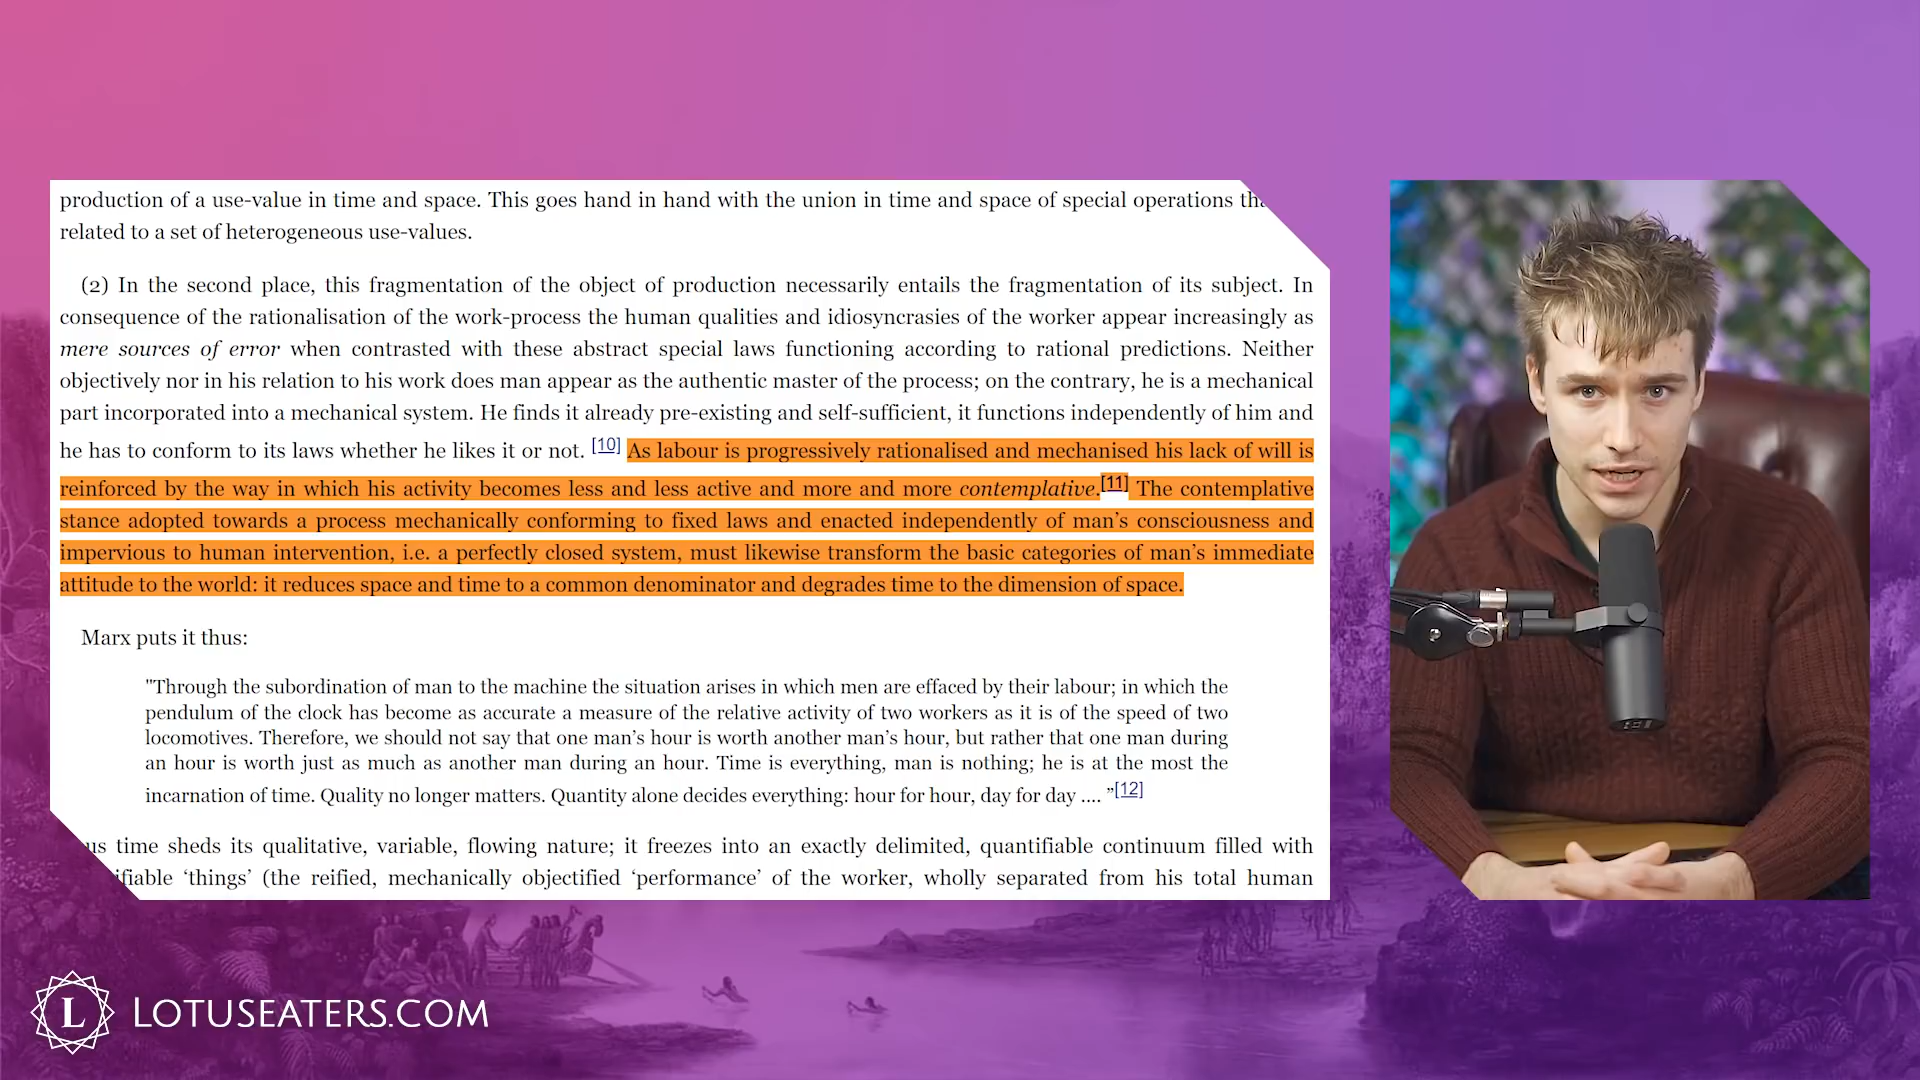 production of a use-value in time and space. This goes hand in hand with the union in time and space of special operations
related to a set of heterogeneous use-values.
(2) In the second place, this fragmentation of the object of production necessarily entails the fragmentation of its subject. In
consequence of the rationalisation of the work-process the human qualities and idiosyncrasies of the worker appear increasingly as
mere sources of error when contrasted with these abstract special laws functioning according to rational predictions. Neither
objectively nor in his relation to his work does man appear as the authentic master of the process; on the contrary, he is a mechanical
part incorporated into a mechanical system. He finds it already pre-existing and self-sufficient, it functions independently of him and
he has to conform to its laws whether he likes it or not. [10] As labour is progressively rationalised and mechanised his lack of will is
reinforced by the way in which his activity becomes less and less active and more and more contemplative.[11] The contemplative
stance adopted towards a process mechanically conforming to fixed laws and enacted independently of man's consciousness and
impervious to human intervention, i.e. a perfectly closed system, must likewise transform the basic categories of man's immediate
attitude to the world: it reduces space and time to a common denominator and degrades time to the dimension of space.
Marx puts it thus:
"Through the subordination of man to the machine the situation arises in which men are effaced by their labour; in which the
pendulum of the clock has become as accurate a measure of the relative activity of two workers as it is of the speed of two
locomotives. Therefore, we should not say that one man's hour is worth another man's hour, but rather that one man during
an hour is worth just as much as another man during an hour. Time is everything, man is nothing; he is at the most the
incarnation of time. Quality no longer matters. Quantity alone decides everything: hour for hour, day for day .... "[12]
us time sheds its qualitative, variable, flowing nature; it freezes into an exactly delimited, quantifiable continuum filled with
ifiable 'things' (the reified, mechanically objectified 'performance' of the worker, wholly separated from his total human
L LOTUSEATERS.COM